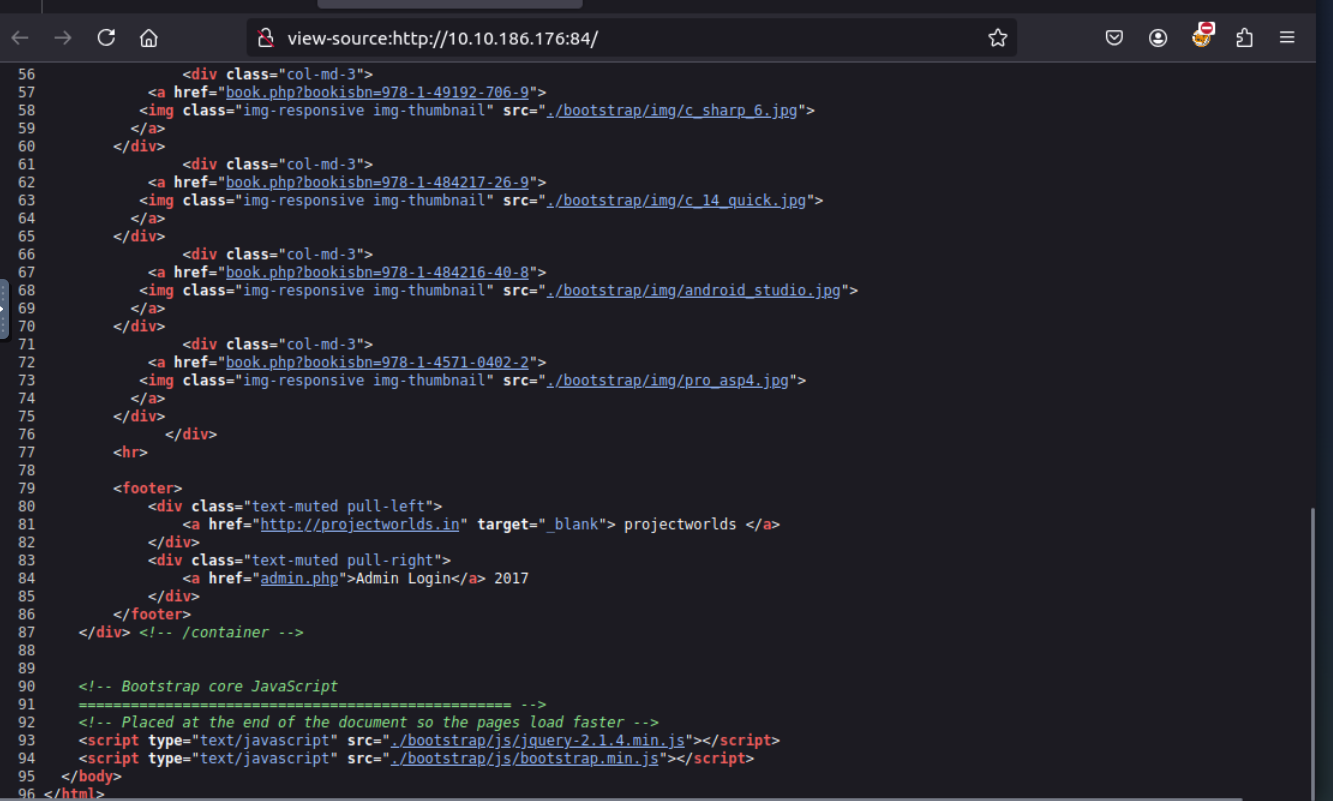 view-source:http://10.10.186.176:84/
56 <div class="col-md-3">
57 <a href="book.php?bookisbn=978-1-49192-706-9">
58 <img class="img-responsive img-thumbnail" src="./bootstrap/img/c_sharp_6.jpg">
59 </a>
60 </div>
61 <div class="col-md-3">
62 <a href="book.php?bookisbn=978-1-484217-26-9">
63 <img class="img-responsive img-thumbnail" src="./bootstrap/img/c_14_quick.jpg">
64 </a>
65 </div>
66 <div class="col-md-3">
67 <a href="book.php?bookisbn=978-1-484216-40-8">
68 <img class="img-responsive img-thumbnail" src="./bootstrap/img/android_studio.jpg">
69 </a>
70 </div>
71 <div class="col-md-3">
72 <a href="book.php?bookisbn=978-1-4571-0402-2">
73 <img class="img-responsive img-thumbnail" src="./bootstrap/img/pro_asp4.jpg">
74 </a>
75 </div>
76 </div>
77 <hr>
78
79 <footer>
80 <div class="text-muted pull-left">
81 <a href="http://projectworlds.in" target="_blank"> projectworlds </a>
82 </div>
83 <div class="text-muted pull-right">
84 <a href="admin.php">Admin Login</a> 2017
85 </div>
86 </footer>
87 </div> <!-- /container -->
88
89
90 <!-- Bootstrap core JavaScript
91 ================================================== -->
92 <!-- Placed at the end of the document so the pages load faster -->
93 <script type="text/javascript" src="./bootstrap/js/jquery-2.1.4.min.js"></script>
94 <script type="text/javascript" src="./bootstrap/js/bootstrap.min.js"></script>
95 </body>
96 </html>